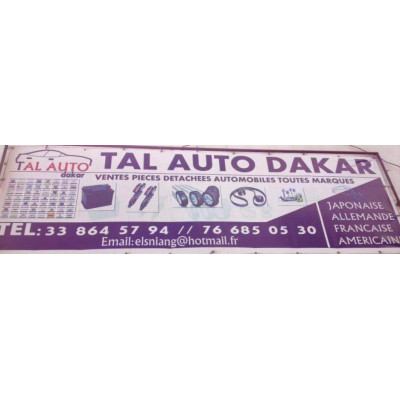 TAL AUTO
dakar
TAL AUTO DAKAR
VENTES PIECES DETACHEES AUTOMOBILES TOUTES MARQUES
TEL: 33 864 57 94 // 76 685 05 30
Email:elsniang@hotmail.fr
JAPONAISE
ALLEMANDE
FRANCAISE
AMERICAINE